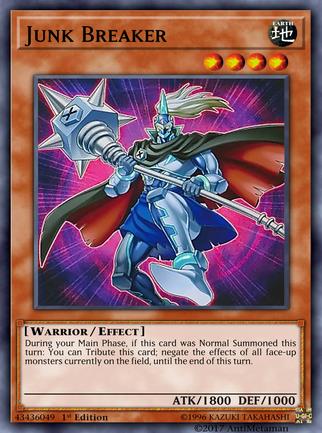 JUNK BREAKER
EARTH
地
[WARRIOR / EFFECT]
During your Main Phase, if this card was Normal Summoned this
turn: You can Tribute this card; negate the effects of all face-up
monsters currently on the field, until the end of this turn.
ATK/1800 DEF/1000
43436049 1st Edition ©1996 KAZUKI TAKAHASHI
©2017 AntiMetaman